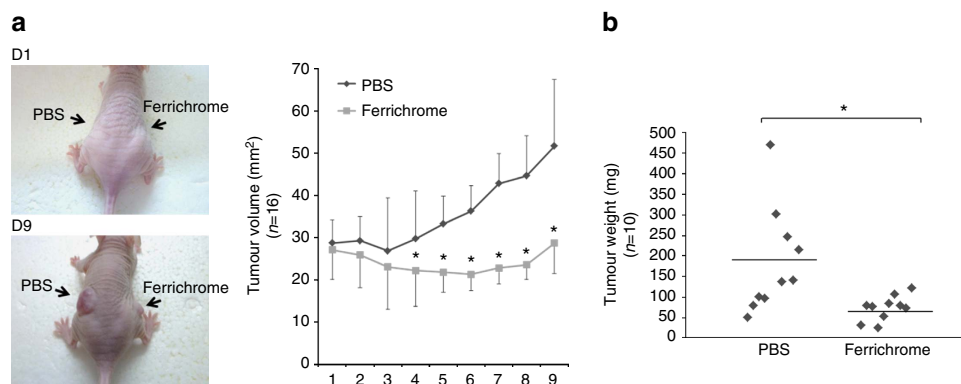 a
D1
PBS
Ferrichrome
D9
PBS
Ferrichrome
Tumour volume (mm²)
(n=16)
70
60
50
40
30
20
10
0
PBS
Ferrichrome
* * * * * *
1 2 3 4 5 6 7 8 9
b
*
Tumour weight (mg)
(n=10)
500
450
400
350
300
250
200
150
100
50
0
PBS Ferrichrome